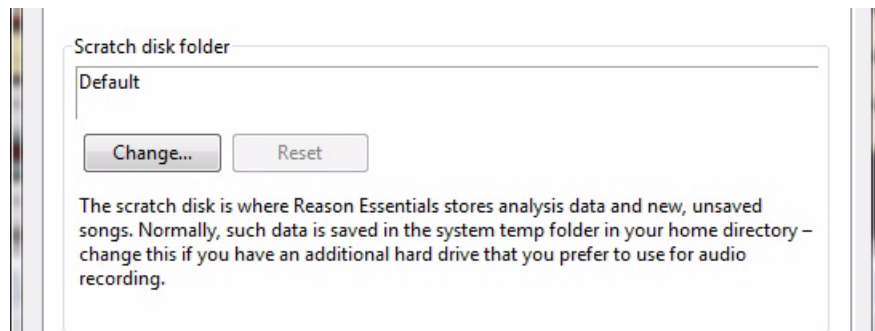 Scratch disk folder
Default
Change... Reset
The scratch disk is where Reason Essentials stores analysis data and new, unsaved
songs. Normally, such data is saved in the system temp folder in your home directory –
change this if you have an additional hard drive that you prefer to use for audio
recording.